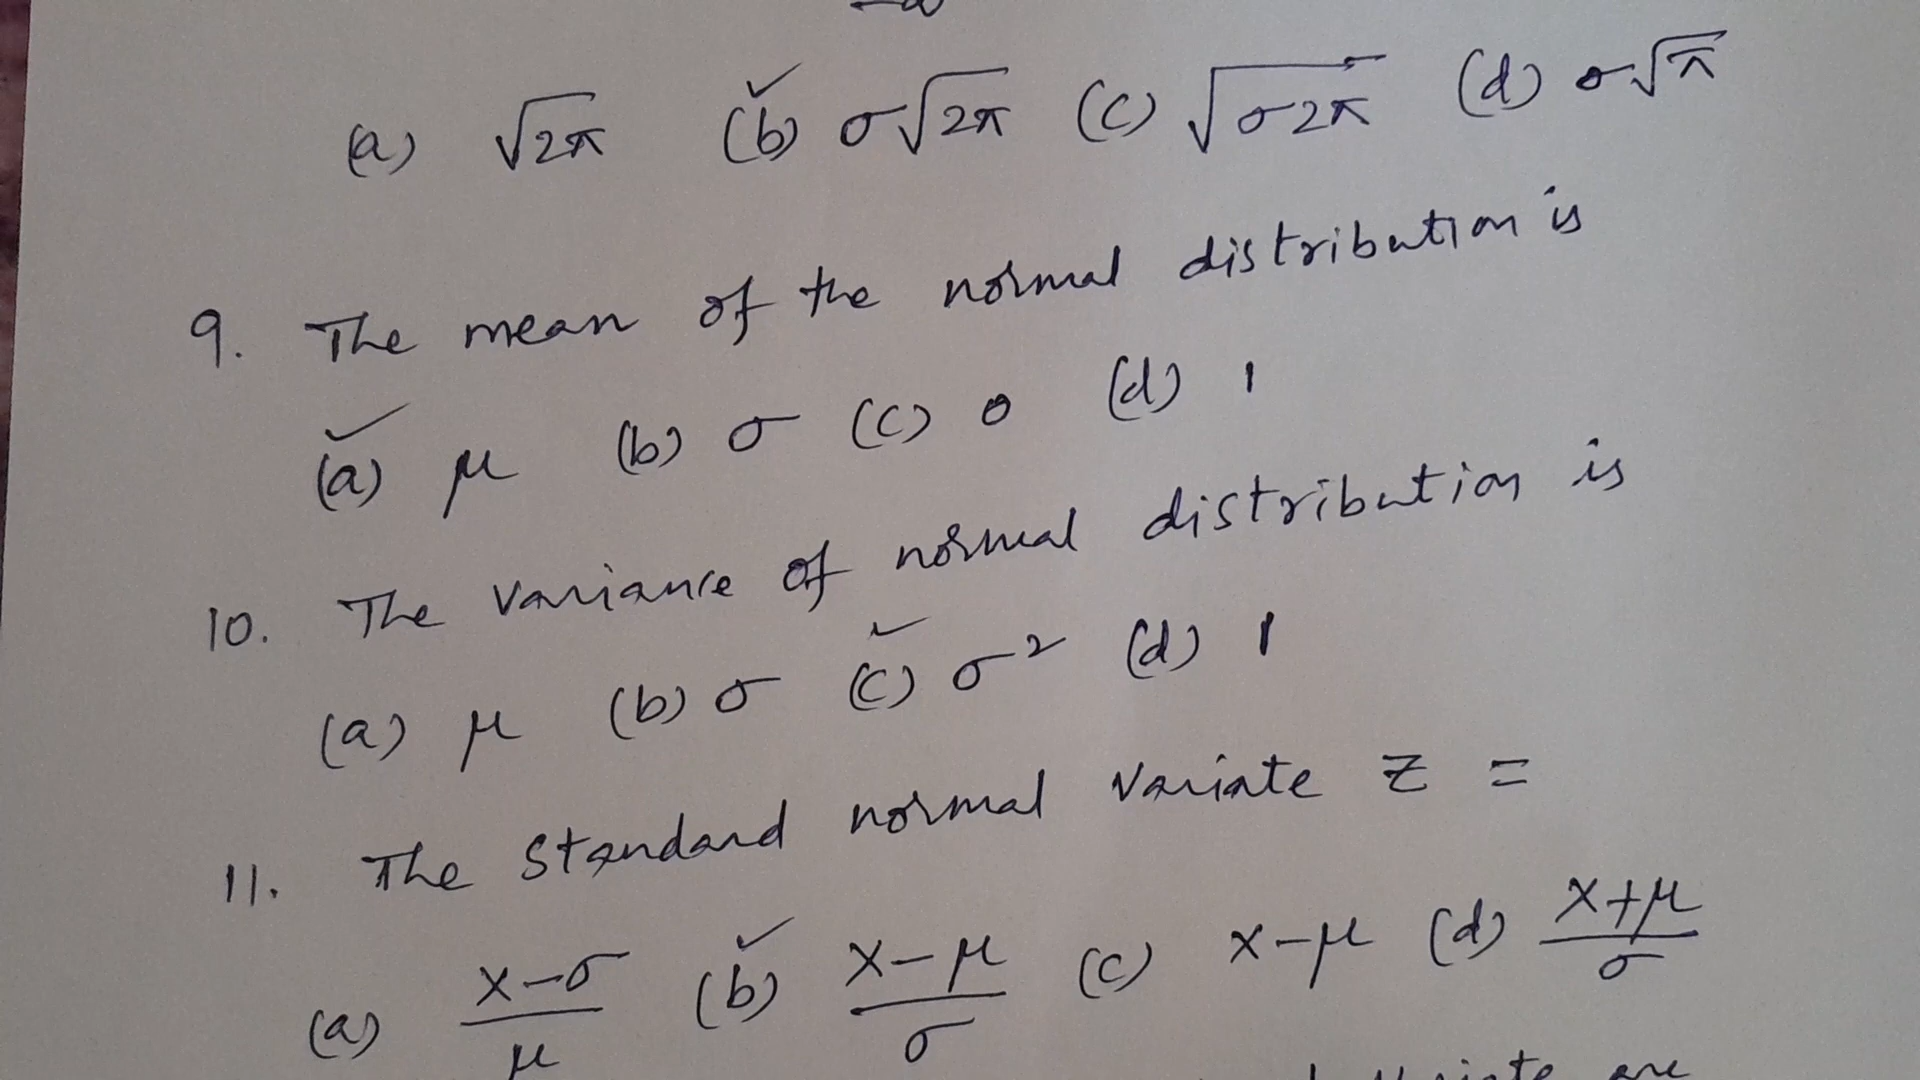 (a) √2π (b) ✓ σ√2π (c) √σ2π (d) σ√π
9. The mean of the normal distribution is
(a) ✓ μ (b) σ (c) 0 (d) 1
10. The variance of normal distribution is
(a) μ (b) σ (c) ✓ σ² (d) 1
11. The Standard normal variate Z =
(a) x-σ/μ (b) ✓ x-μ/σ (c) x-μ (d) x+μ/σ
are